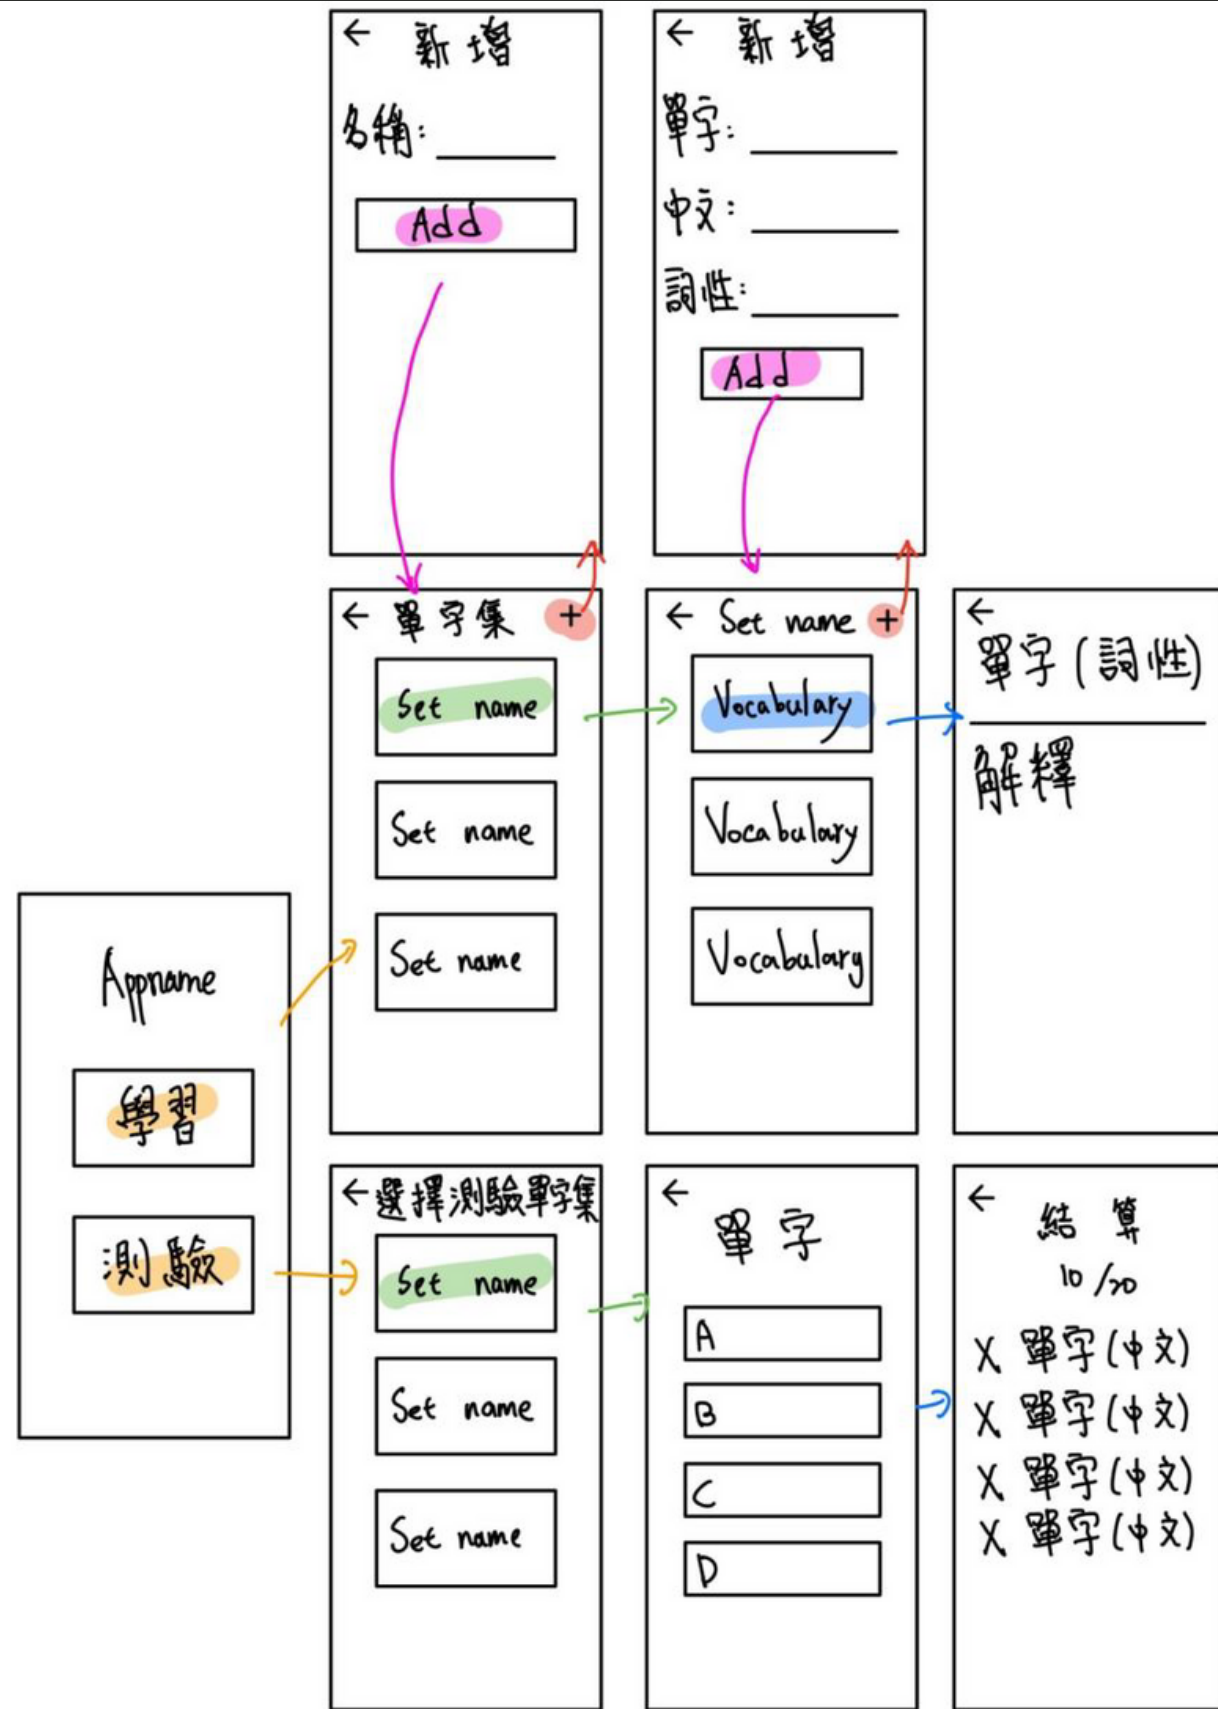 ← 新增
名稱:
Add
← 新增
單字:
中文:
詞性:
Add
← 單字集 +
Set name
Set name
Set name
← Set name +
Vocabulary
Vocabulary
Vocabulary
←
單字(詞性)
解釋
Appname
學習
測驗
← 選擇測驗單字集
Set name
Set name
Set name
←
單字
A
B
C
D
←
結算
10/20
X 單字(中文)
X 單字(中文)
X 單字(中文)
X 單字(中文)